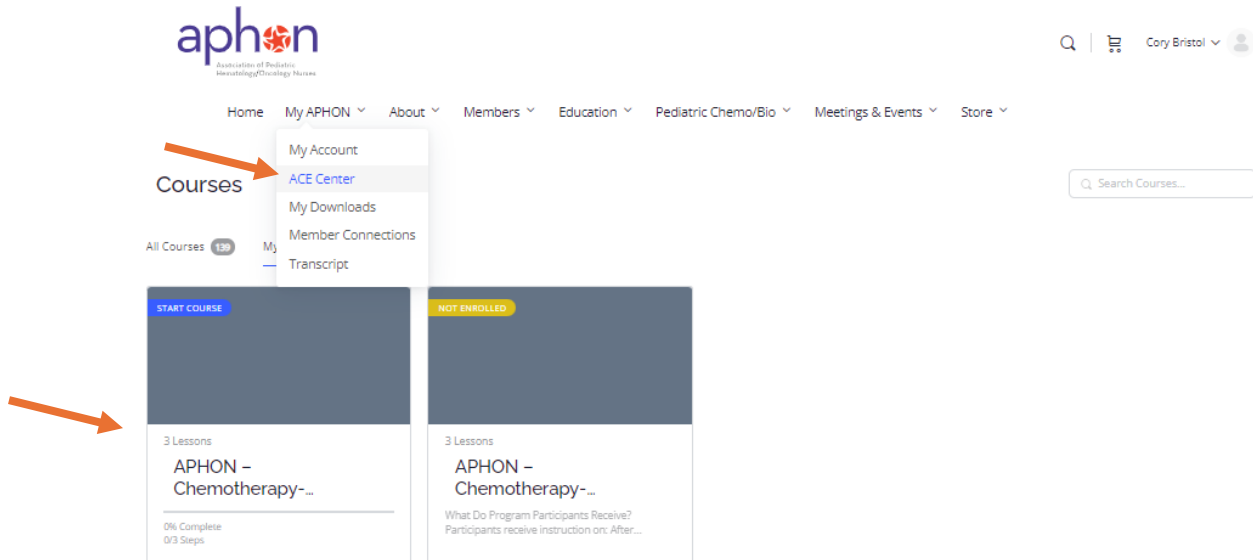 aphon
Association of Pediatric
Hematology/Oncology Nurses
Cory Bristol
Home My APHON About Members Education Pediatric Chemo/Bio Meetings & Events Store
My Account
ACE Center
My Downloads
Member Connections
Transcript
Courses
Search Courses...
All Courses 139 My
START COURSE
NOT ENROLLED
3 Lessons
APHON –
Chemotherapy-...
0% Complete
0/3 Steps
3 Lessons
APHON –
Chemotherapy-...
What Do Program Participants Receive?
Participants receive instruction on: After...